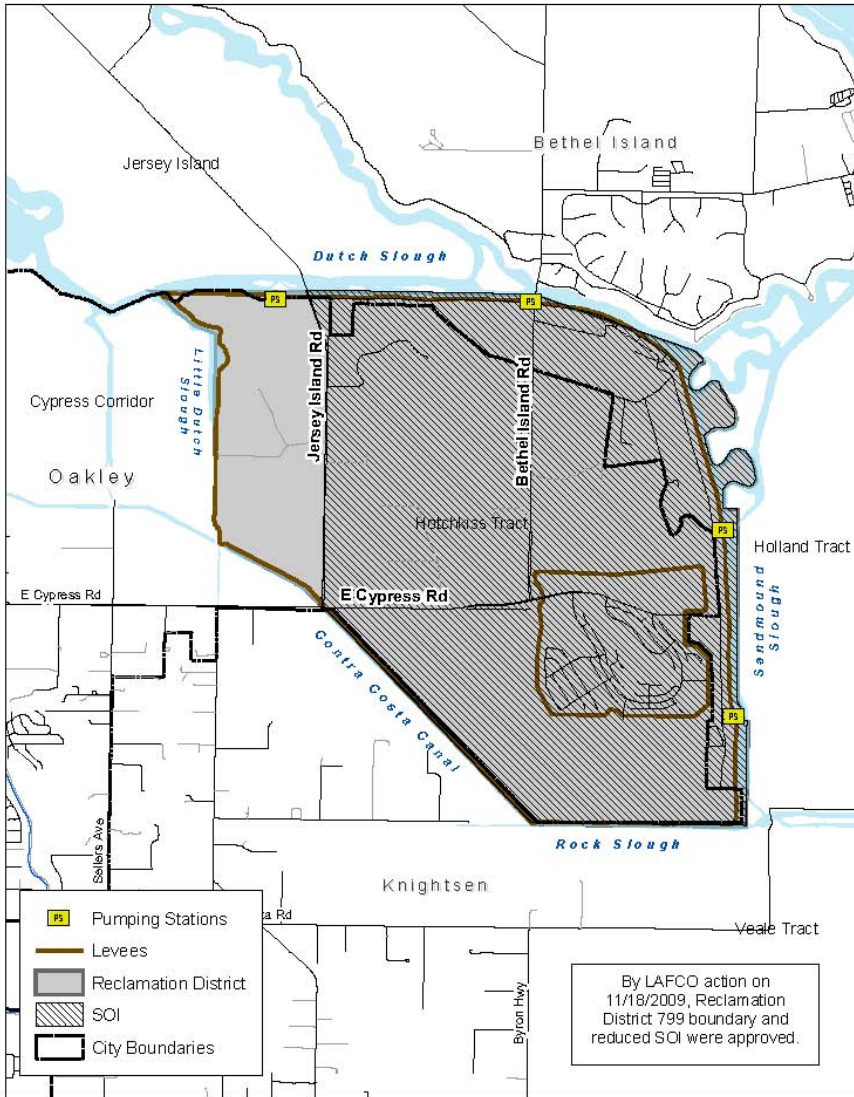 Jersey Island
Bethel Island
Dutch Slough
PS
PS
Little Dutch
Slough
Jersey Island Rd
Bethel Island Rd
Cypress Corridor
Oakley
Hotchkiss Tract
PS
Holland Tract
E Cypress Rd
E Cypress Rd
Sandmound
Slough
Contra Costa Canal
PS
Rock Slough
Sellers Ave
Knightsen
Rd
Veale Tract
Byron Hwy
PS Pumping Stations
Levees
Reclamation District
SOI
City Boundaries
By LAFCO action on
11/18/2009, Reclamation
District 799 boundary and
reduced SOI were approved.